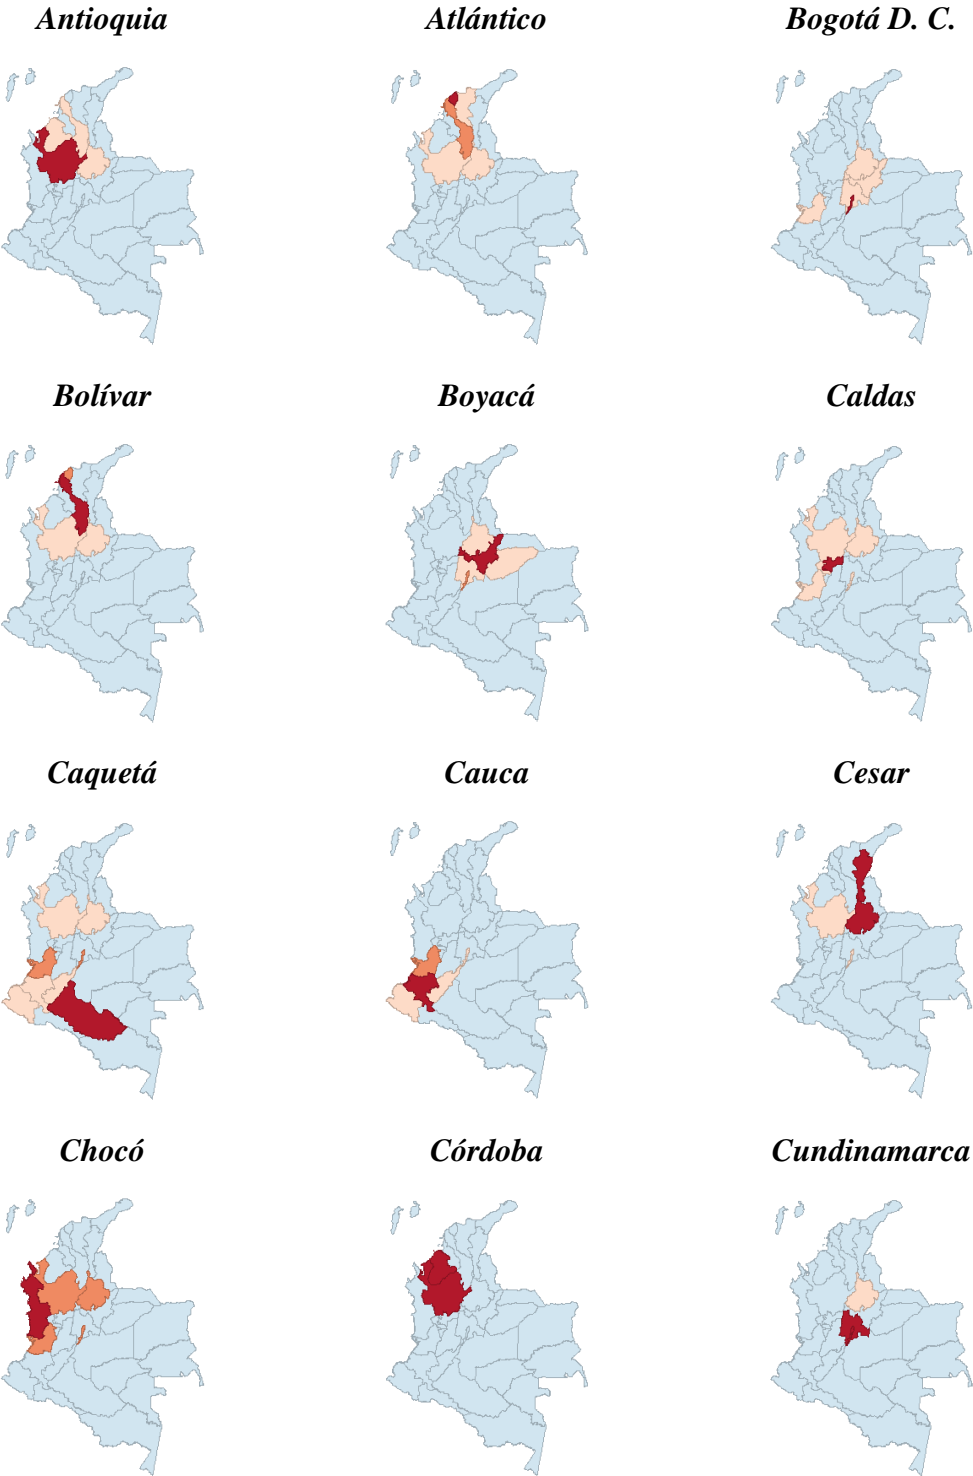 Antioquia
Atlántico
Bogotá D. C.
Bolívar
Boyacá
Caldas
Caquetá
Cauca
Cesar
Chocó
Córdoba
Cundinamarca